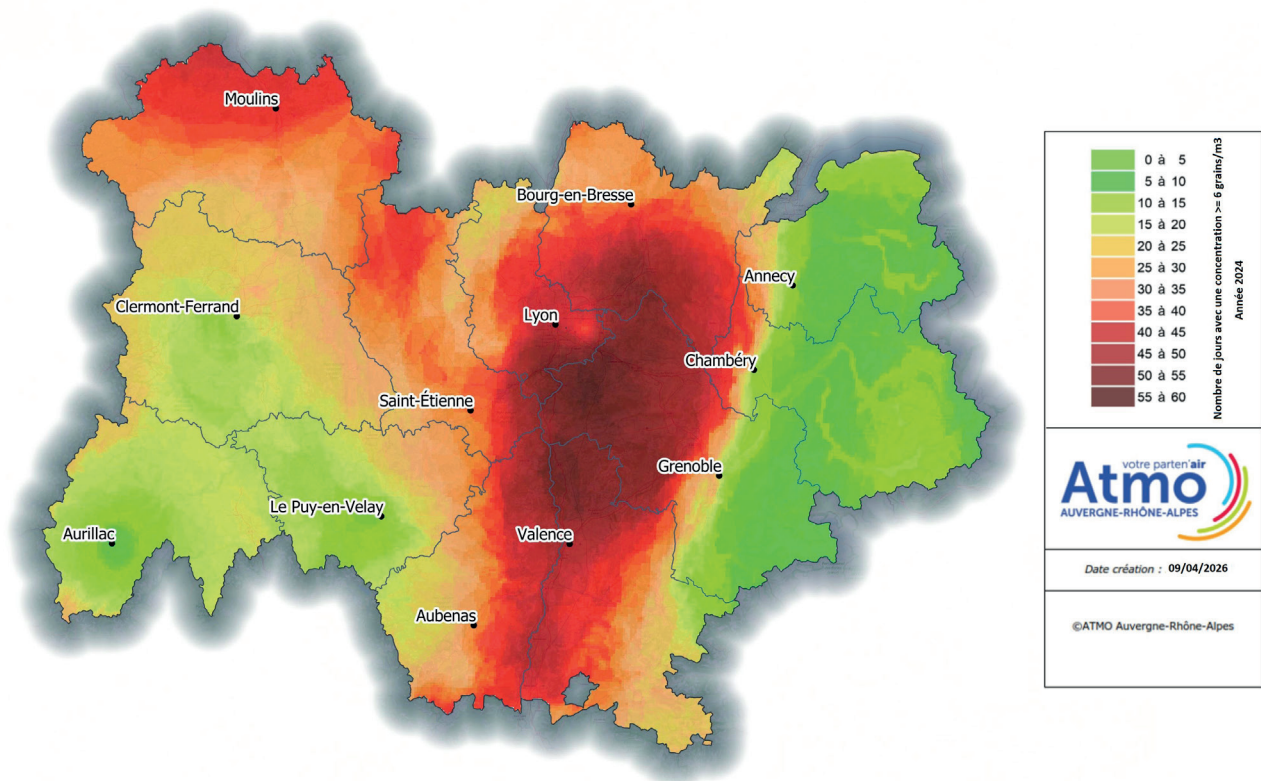 Moulins
Bourg-en-Bresse
Annecy
Clermont-Ferrand
Lyon
Chambéry
Saint-Étienne
Grenoble
Le Puy-en-Velay
Aurillac
Valence
Aubenas
0 à 5
5 à 10
10 à 15
15 à 20
20 à 25
25 à 30
30 à 35
35 à 40
40 à 45
45 à 50
50 à 55
55 à 60
Nombre de jours avec une concentration >= 6 grains/m3
Année 2024
votre parten'air
Atmo
AUVERGNE-RHÔNE-ALPES
Date création : 09/04/2026
©ATMO Auvergne-Rhône-Alpes